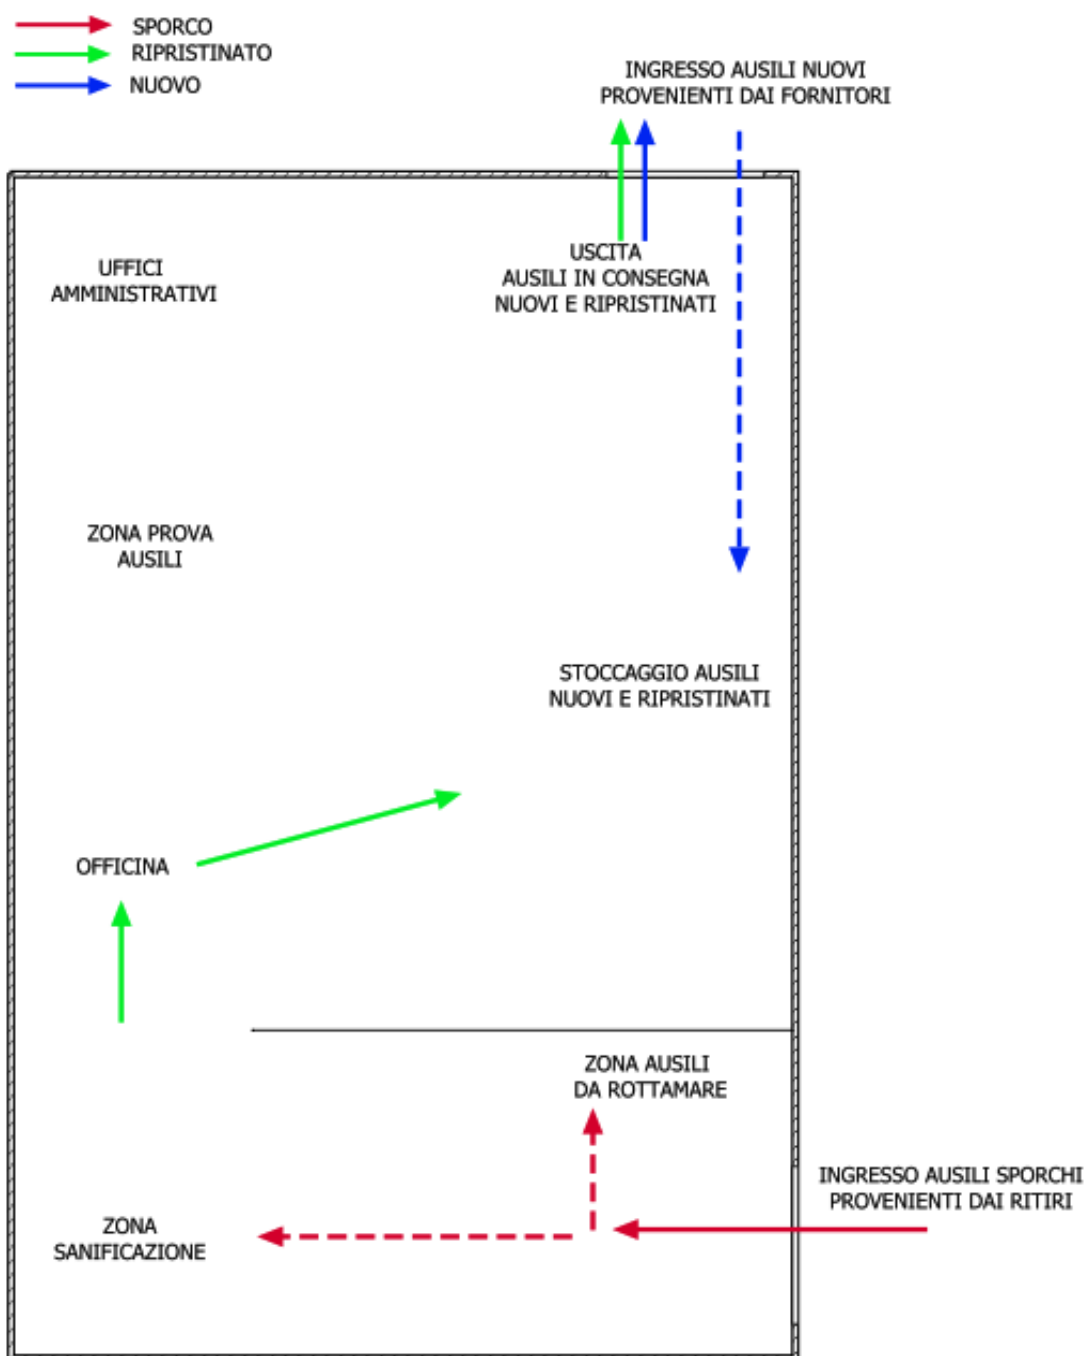 SPORCO
RIPRISTINATO
NUOVO
INGRESSO AUSILI NUOVI
PROVENIENTI DAI FORNITORI
UFFICI
AMMINISTRATIVI
USCITA
AUSILI IN CONSEGNA
NUOVI E RIPRISTINATI
ZONA PROVA
AUSILI
STOCCAGGIO AUSILI
NUOVI E RIPRISTINATI
OFFICINA
ZONA AUSILI
DA ROTTAMARE
INGRESSO AUSILI SPORCHI
PROVENIENTI DAI RITIRI
ZONA
SANIFICAZIONE